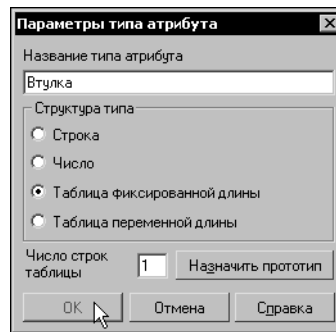 Параметры типа атрибута
Название типа атрибута
Втулка
Структура типа
Строка
Число
Таблица фиксированной длины
Таблица переменной длины
Число строк таблицы
1
Назначить прототип
OK
Отмена
Справка